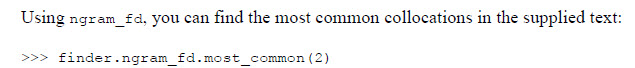 Using ngram_fd, you can find the most common collocations in the supplied text:
>>> finder.ngram_fd.most_common(2)